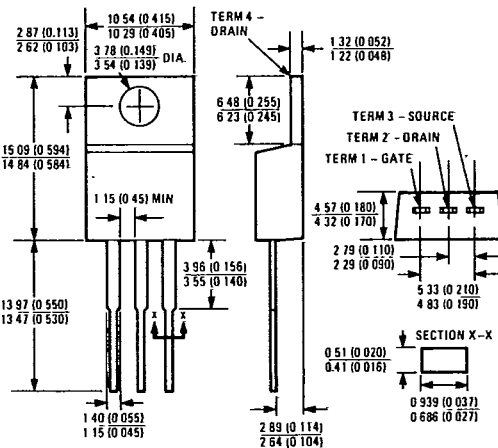 10 54 (0 415)
10 29 (0 405)
TERM 4 -
DRAIN
2 87 (0.113)
2 62 (0 103)
3 78 (0.149)
3 54 (0 139)
DIA.
1 32 (0 052)
1 22 (0 048)
6 48 (0 255)
6 23 (0 245)
TERM 3 - SOURCE
TERM 2 - DRAIN
TERM 1 - GATE
15 09 (0 594)
14 84 (0 584)
1 15 (0 45) MIN
4 57 (0 180)
4 32 (0 170)
2 79 (0 110)
2 29 (0 090)
3 96 (0 156)
3 55 (0 140)
5 33 (0 210)
4 83 (0 190)
13 97 (0 550)
13 47 (0 530)
X X
SECTION X-X
0 51 (0 020)
0.41 (0 016)
0 939 (0 037)
0 686 (0 027)
1 40 (0 055)
1 15 (0 045)
2 89 (0 114)
2 64 (0 104)